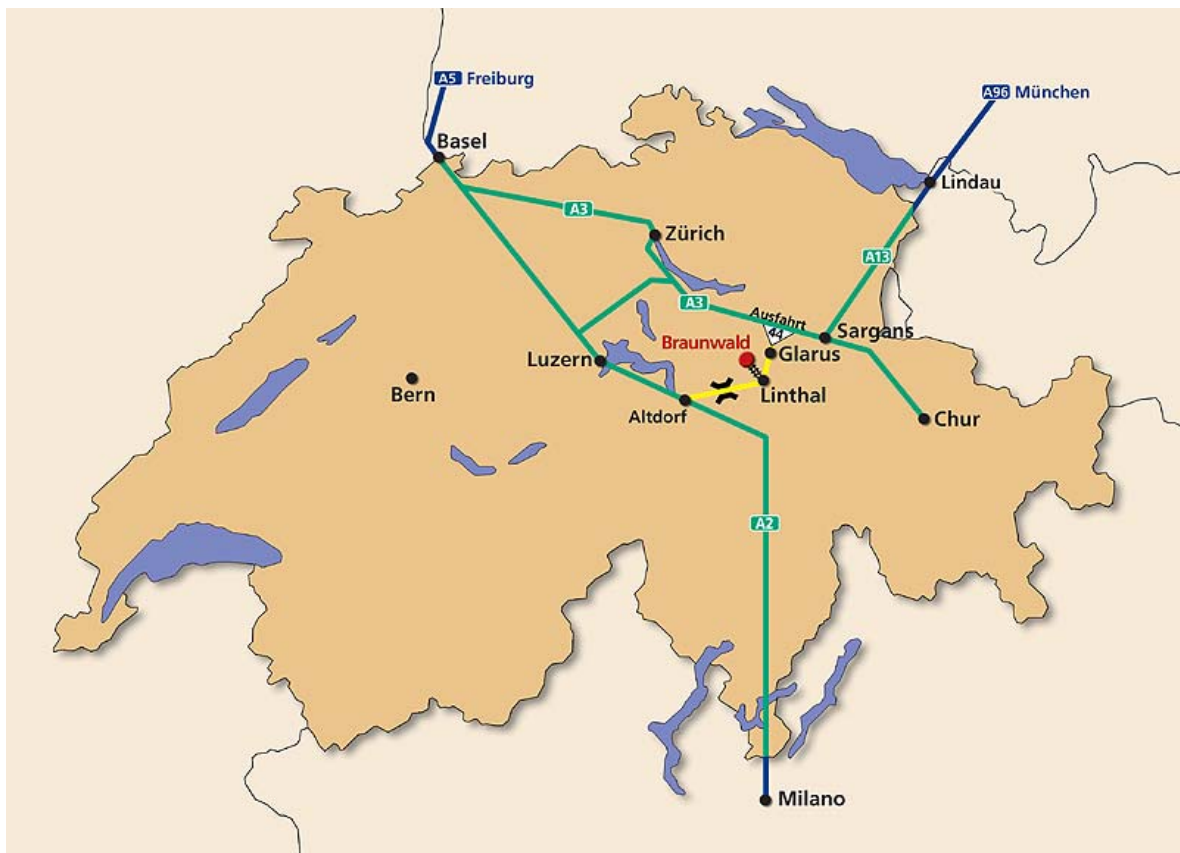 A5 Freiburg
A96 München
Basel
Lindau
A3
Zürich
A13
A3
Ausfahrt
44
Sargans
Braunwald
Glarus
Luzern
Linthal
Bern
Altdorf
Chur
A2
Milano